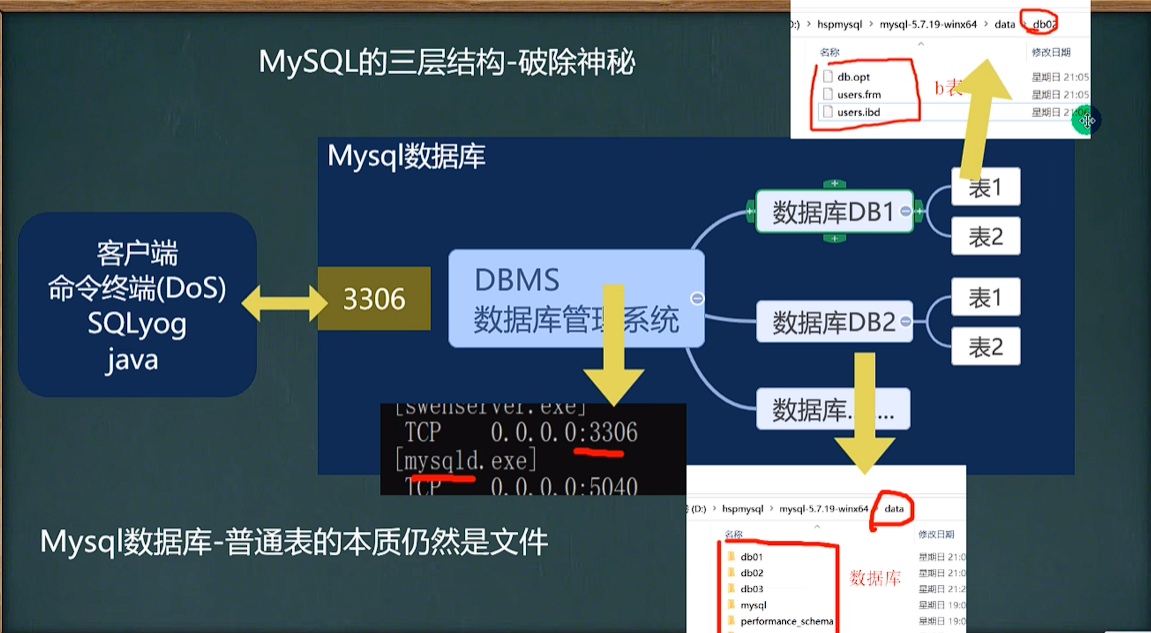 MySQL的三层结构-破除神秘
hspmysql > mysql-5.7.19-winx64 > data > db02
名称 修改日期
db.opt 星期日 21:05
users.frm 星期日 21:05
users.ibd 星期日 21:06
b表
Mysql数据库
客户端
命令终端(DoS)
SQLyog
java
3306
DBMS
数据库管理系统
数据库DB1
表1
表2
数据库DB2
表1
表2
数据库... ...
[swenserver.exe]
TCP 0.0.0.0:3306
[mysqld.exe]
TCP 0.0.0.0:5040
Mysql数据库-普通表的本质仍然是文件
(D:) > hspmysql > mysql-5.7.19-winx64 > data
名称 修改日期
db01 星期日 21:0
db02 星期日 21:0
db03 星期日 21:2
mysql 星期日 19:0
performance_schema 星期日 19:0
数据库